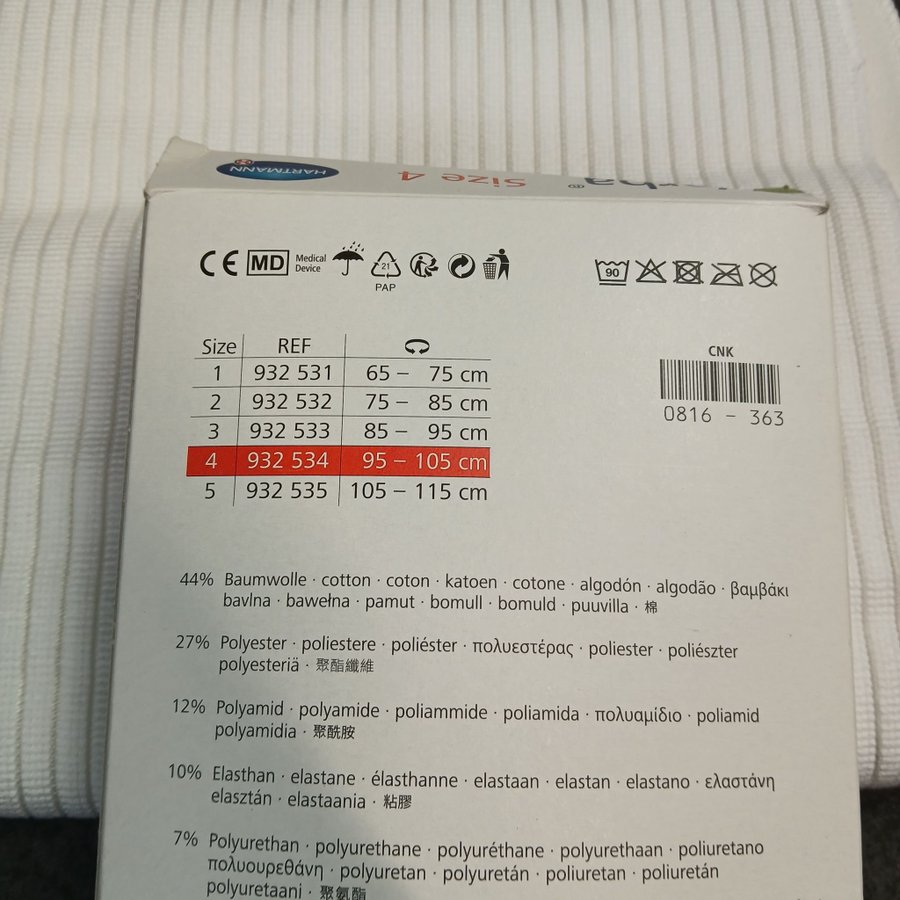 HARTMANN
Size 4
CE MD Medical Device
21
PAP
90
Size REF
1 932 531 65 – 75 cm
2 932 532 75 – 85 cm
3 932 533 85 – 95 cm
4 932 534 95 – 105 cm
5 932 535 105 – 115 cm
CNK
0816 - 363
44% Baumwolle · cotton · coton · katoen · cotone · algodón · algodão · βαμβάκι
bavlna · bawełna · pamut · bomull · bomuld · puuvilla · 棉
27% Polyester · poliestere · poliéster · πολυεστέρας · poliester · poliészter
polyesteriä · 聚酯纖維
12% Polyamid · polyamide · poliammide · poliamida · πολυαμίδιο · poliamid
polyamidia · 聚酰胺
10% Elasthan · elastane · élasthanne · elastaan · elastan · elastano · ελαστάνη
elasztán · elastaania · 粘膠
7% Polyurethan · polyurethane · polyuréthane · polyurethaan · poliuretano
πολυουρεθάνη · polyuretan · polyuretán · poliuretan · poliuretán
polyuretaani · 聚氨酯